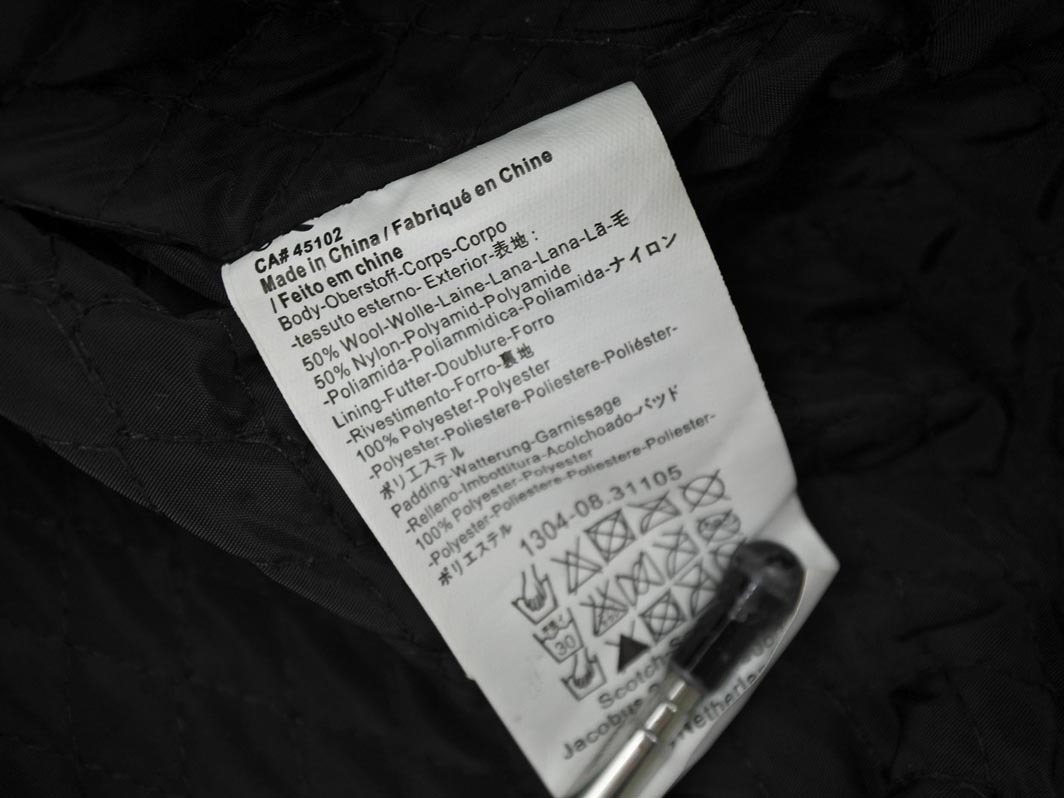 CA# 45102
Made in China / Fabriqué en Chine
/ Feito em chine
Body-Oberstoff-Corps-Corpo
-tessuto esterno- Exterior-表地 :
50% Wool-Wolle-Laine-Lana-Lana-Lã-毛
50% Nylon-Polyamid-Polyamide
-Poliamida-Poliammidica-Poliamida-ナイロン
Lining-Futter-Doublure-Forro
-Rivestimento-Forro-裏地
100% Polyester-Polyester
-Polyester-Poliestere-Poliéster-
ポリエステル
Padding-Watterung-Garnissage
-Relleno-Imbottitura-Acolchoado-パッド
100% Polyester-Polyester
-Polyester-Poliestere-Poliestere-Poliester-
ポリエステル
1304-08.31105
30
Scotch
Jacobus